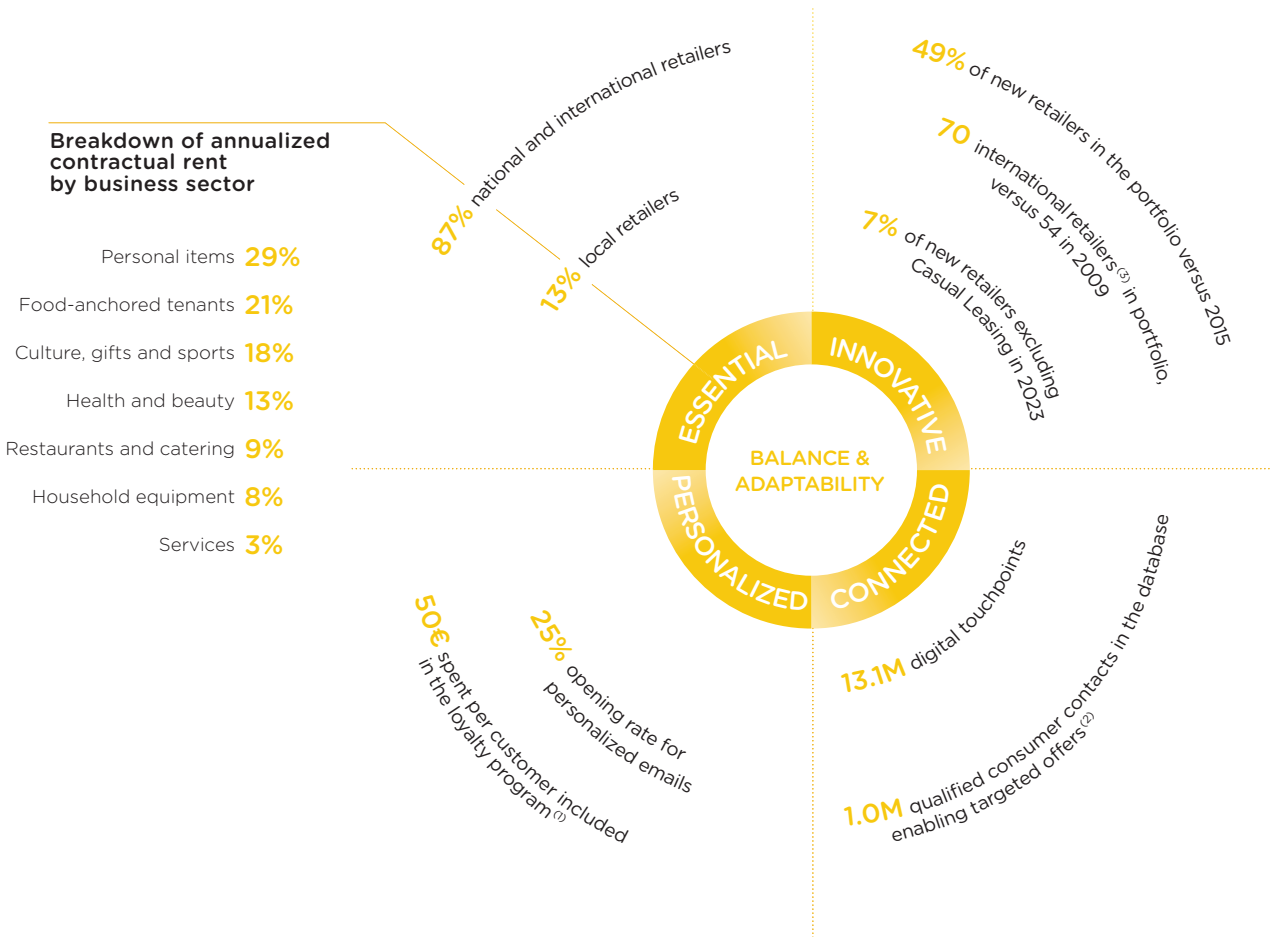 Breakdown of annualized
contractual rent
by business sector
Personal items 29%
Food-anchored tenants 21%
Culture, gifts and sports 18%
Health and beauty 13%
Restaurants and catering 9%
Household equipment 8%
Services 3%
87% national and international retailers
13% local retailers
49% of new retailers in the portfolio versus 2015
70 international retailers(3) in portfolio,
versus 54 in 2009
7% of new retailers excluding
Casual Leasing in 2023
ESSENTIAL
INNOVATIVE
BALANCE &
ADAPTABILITY
PERSONALIZED
CONNECTED
50€ spent per customer included
in the loyalty program(1)
25% opening rate for
personalized emails
13.1M digital touchpoints
1.0M qualified consumer contacts in the database
enabling targeted offers(2)